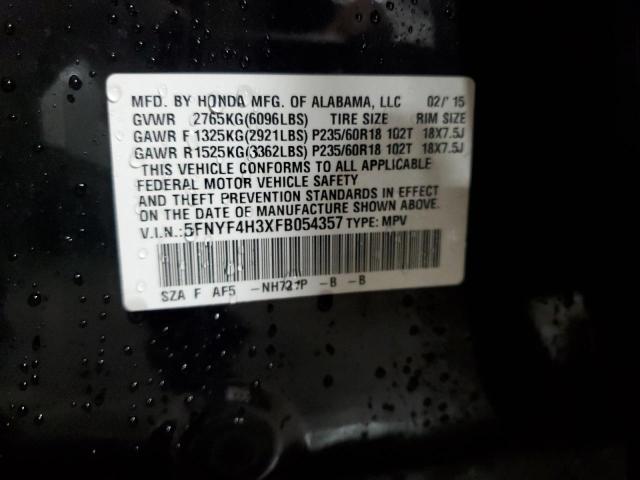 MFD. BY HONDA MFG. OF ALABAMA, LLC 02/'15
GVWR 2765KG(6096LBS) TIRE SIZE RIM SIZE
GAWR F 1325KG(2921LBS) P235/60R18 102T 18X7.5J
GAWR R 1525KG(3362LBS) P235/60R18 102T 18X7.5J
THIS VEHICLE CONFORMS TO ALL APPLICABLE
FEDERAL MOTOR VEHICLE SAFETY
AND THEFT PREVENTION STANDARDS IN EFFECT
ON THE DATE OF MANUFACTURE SHOWN ABOVE.
V.I.N.: 5FNYF4H3XFB054357 TYPE: MPV
SZA F AF5 -NH721P -B -B